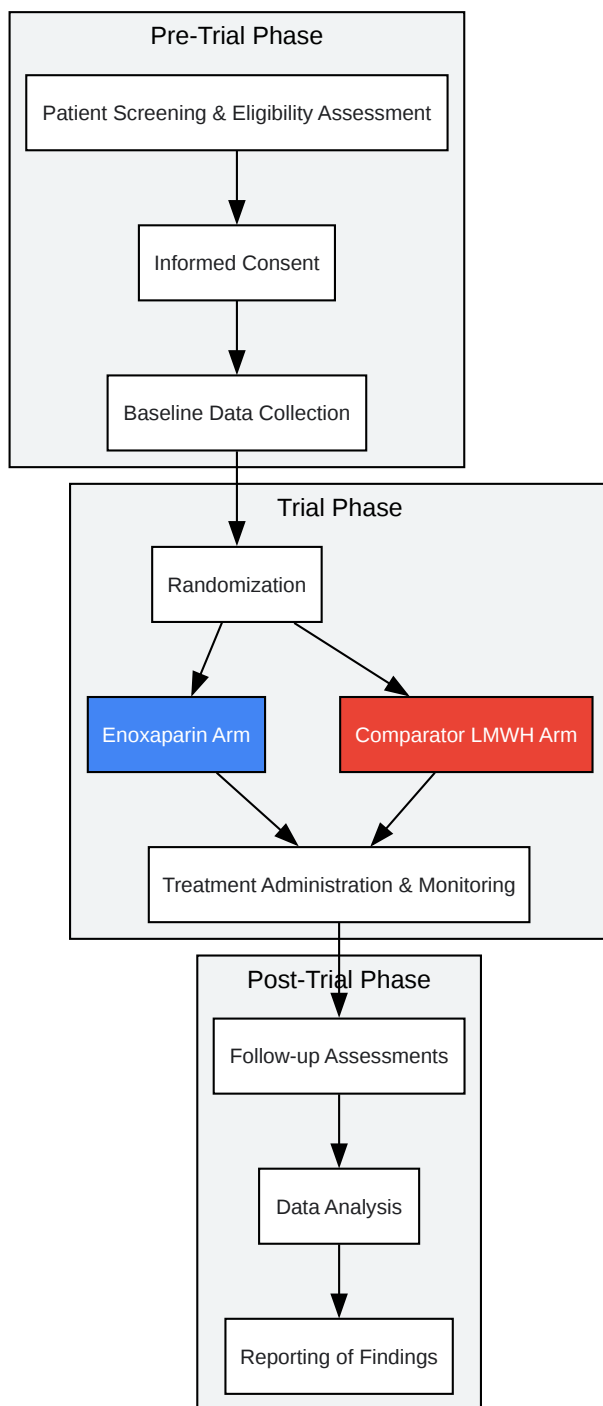 Pre-Trial Phase
Patient Screening & Eligibility Assessment
Informed Consent
Baseline Data Collection
Trial Phase
Randomization
Enoxaparin Arm
Comparator LMWH Arm
Treatment Administration & Monitoring
Post-Trial Phase
Follow-up Assessments
Data Analysis
Reporting of Findings